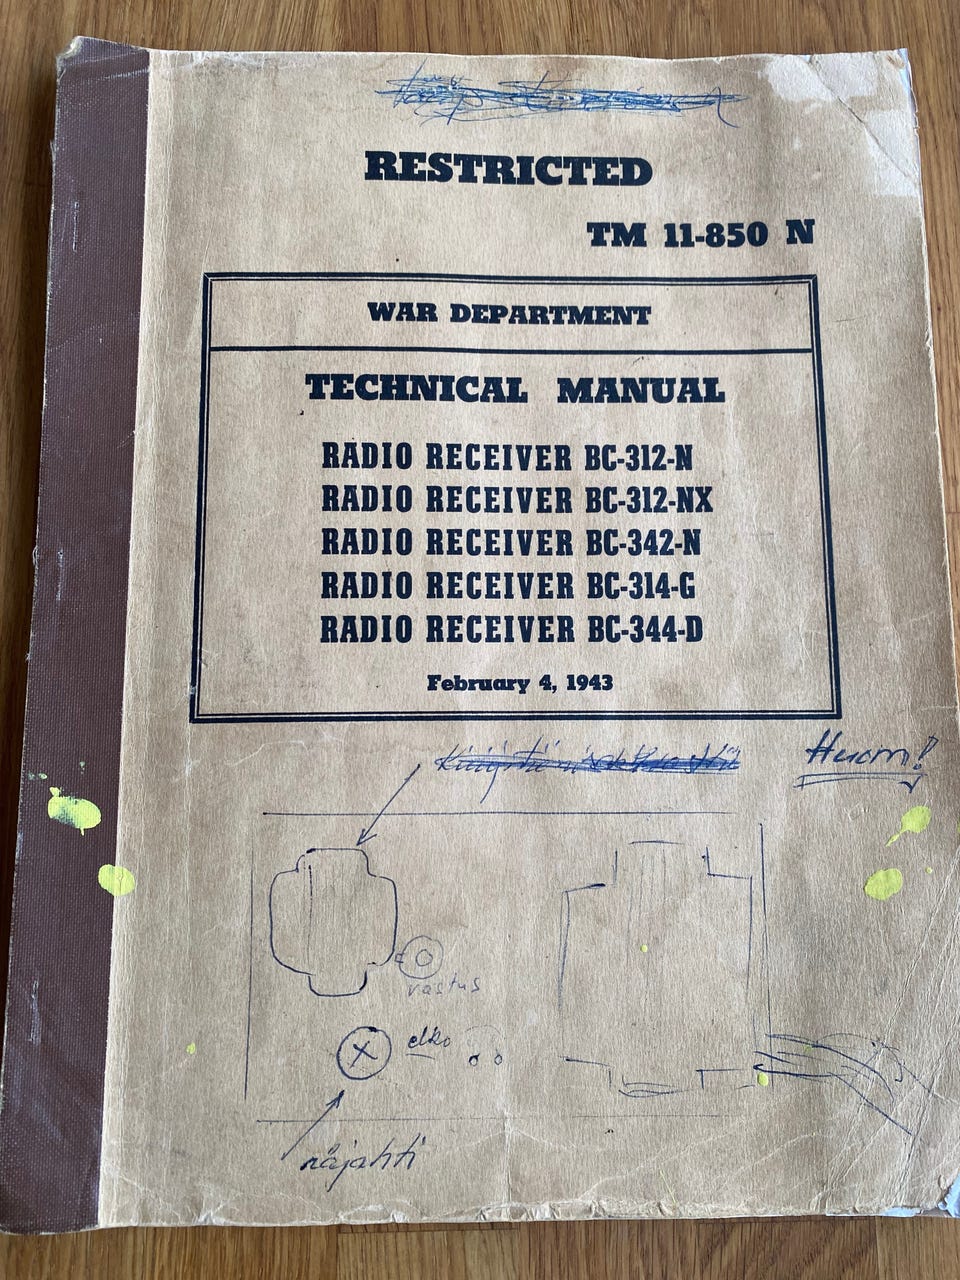 RESTRICTED
TM 11-850 N
WAR DEPARTMENT
TECHNICAL MANUAL
RADIO RECEIVER BC-312-N
RADIO RECEIVER BC-312-NX
RADIO RECEIVER BC-342-N
RADIO RECEIVER BC-314-G
RADIO RECEIVER BC-344-D
February 4, 1943
Huom!
vastus
elko
räjähti